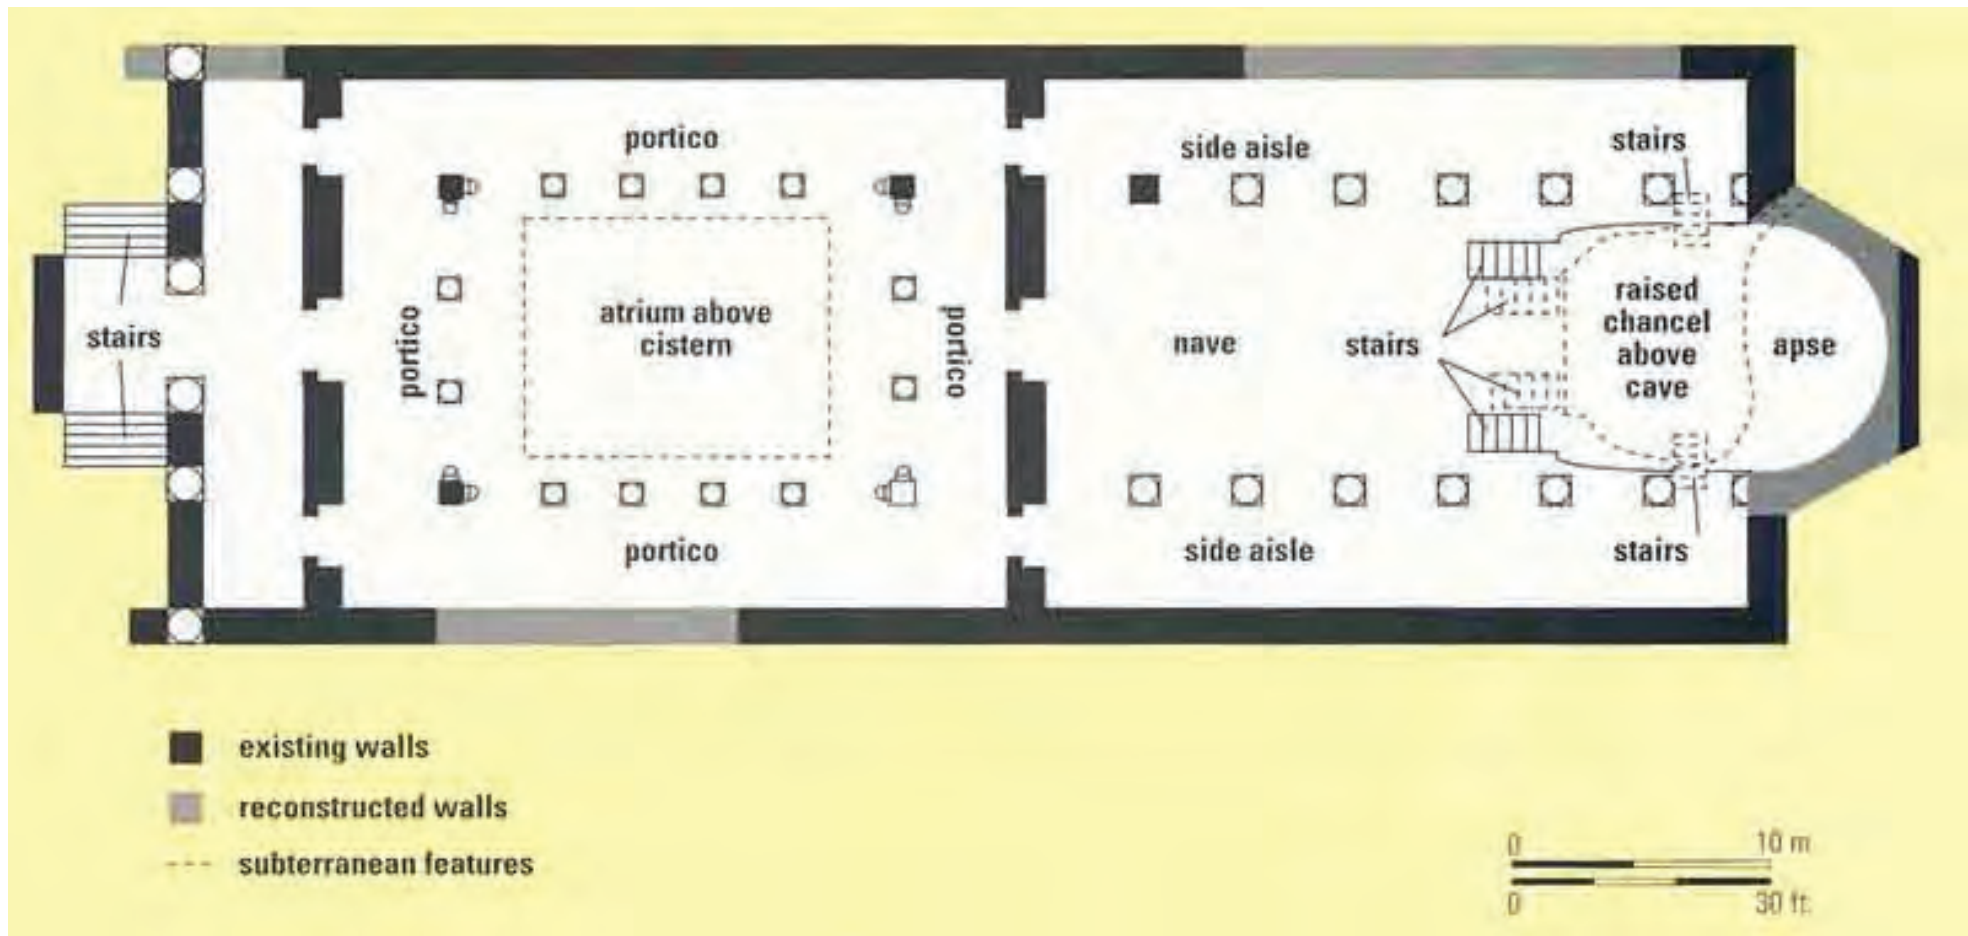 portico
side aisle
stairs
stairs
portico
atrium above
cistern
portico
nave
stairs
raised
chancel
above
cave
apse
portico
side aisle
stairs
existing walls
reconstructed walls
subterranean features
0 10 m
0 30 ft.